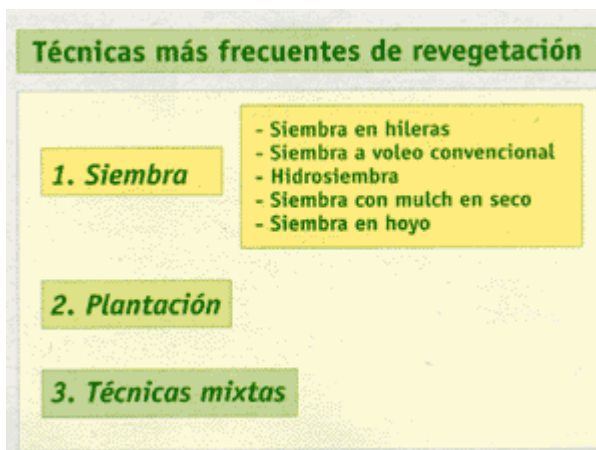 Técnicas más frecuentes de revegetación
1. Siembra
- Siembra en hileras
- Siembra a voleo convencional
- Hidrosiembra
- Siembra con mulch en seco
- Siembra en hoyo
2. Plantación
3. Técnicas mixtas